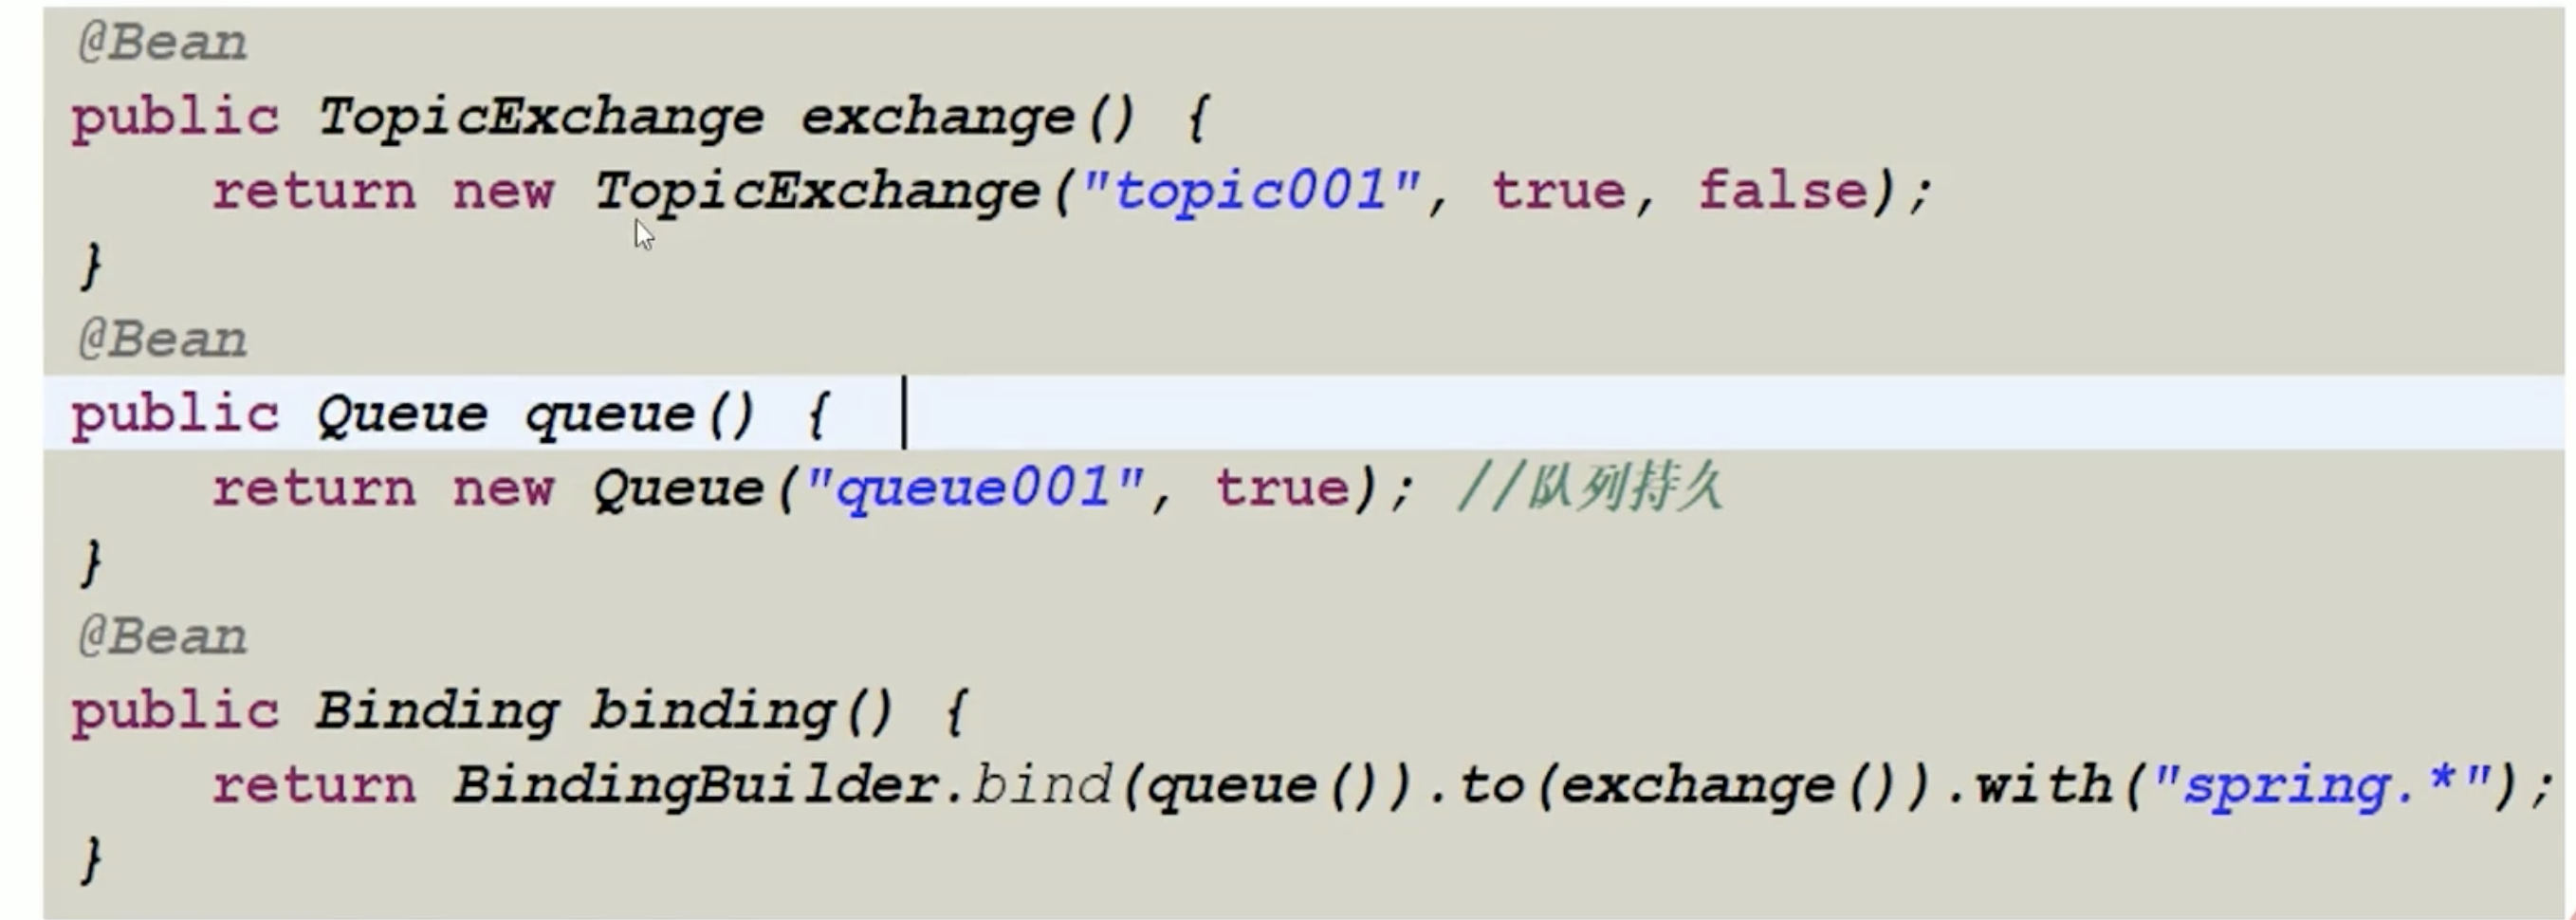 @Bean
public TopicExchange exchange() {
return new TopicExchange("topic001", true, false);
}
@Bean
public Queue queue() {
return new Queue("queue001", true); //队列持久
}
@Bean
public Binding binding() {
return BindingBuilder.bind(queue()).to(exchange()).with("spring.*");
}